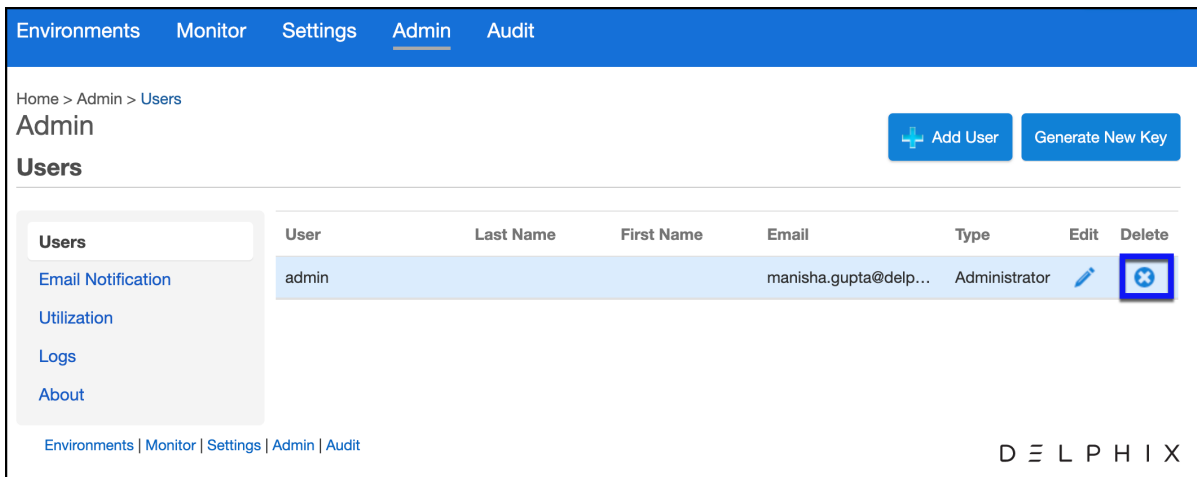 Environments Monitor Settings Admin Audit
Home > Admin > Users
Admin
Add User Generate New Key
Users
Users
Email Notification
Utilization
Logs
About
User Last Name First Name Email Type Edit Delete
admin manisha.gupta@delp... Administrator
Environments | Monitor | Settings | Admin | Audit
DELPHIX